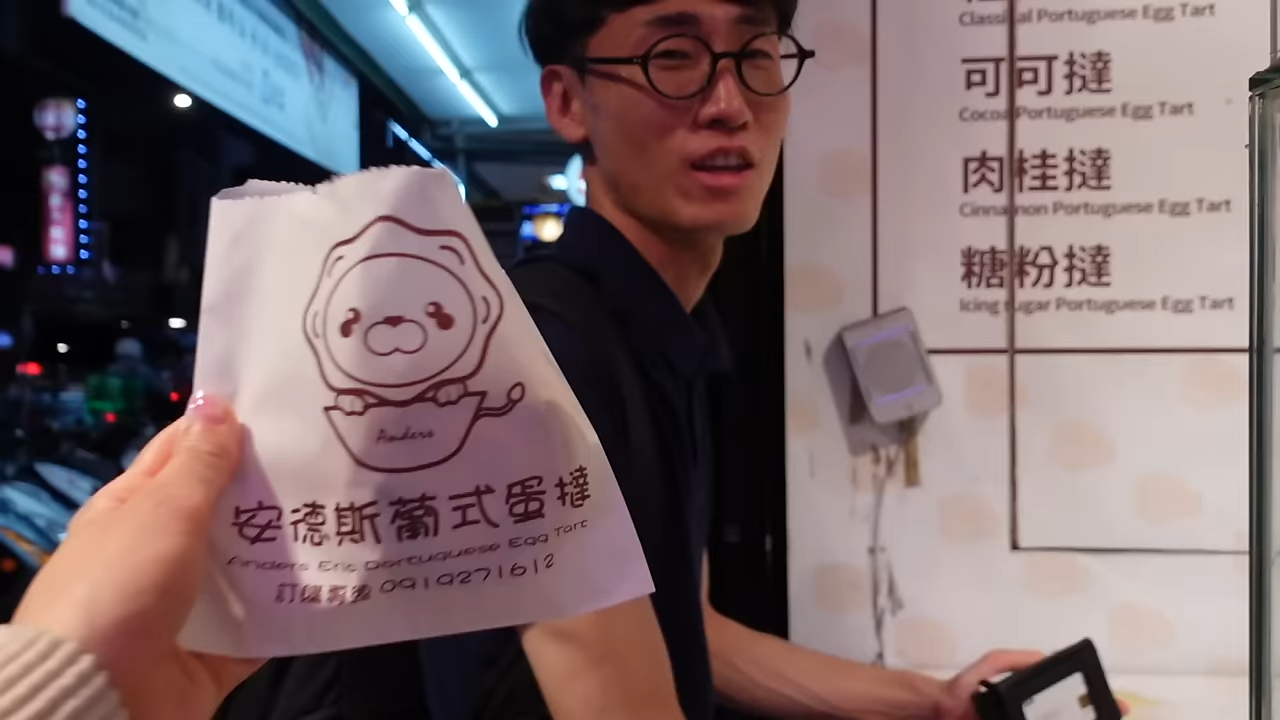 Classical Portuguese Egg Tart
可可撻
Cocoa Portuguese Egg Tart
肉桂撻
Cinnamon Portuguese Egg Tart
糖粉撻
Icing sugar Portuguese Egg Tart
Anders
安德斯葡式蛋撻
Anders Eric Portuguese Egg Tart
訂購專線 0919271612